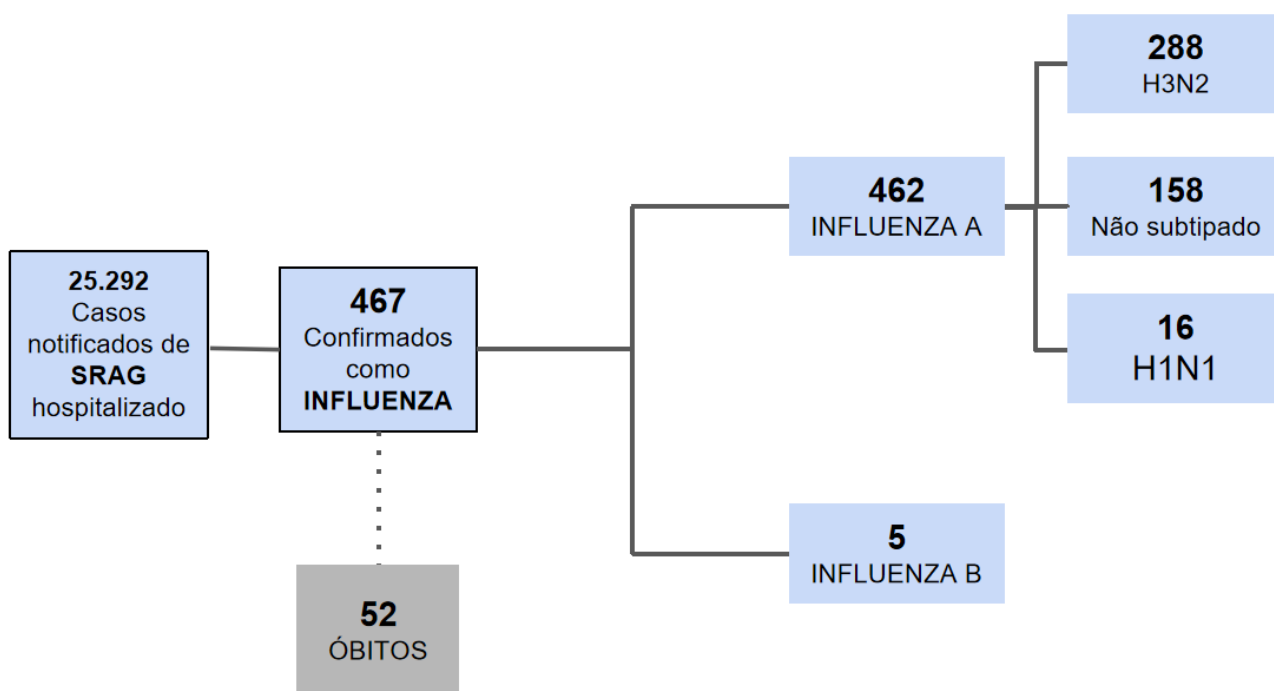 25.292
Casos
notificados de
SRAG
hospitalizado
467
Confirmados
como
INFLUENZA
52
ÓBITOS
462
INFLUENZA A
5
INFLUENZA B
288
H3N2
158
Não subtipado
16
H1N1